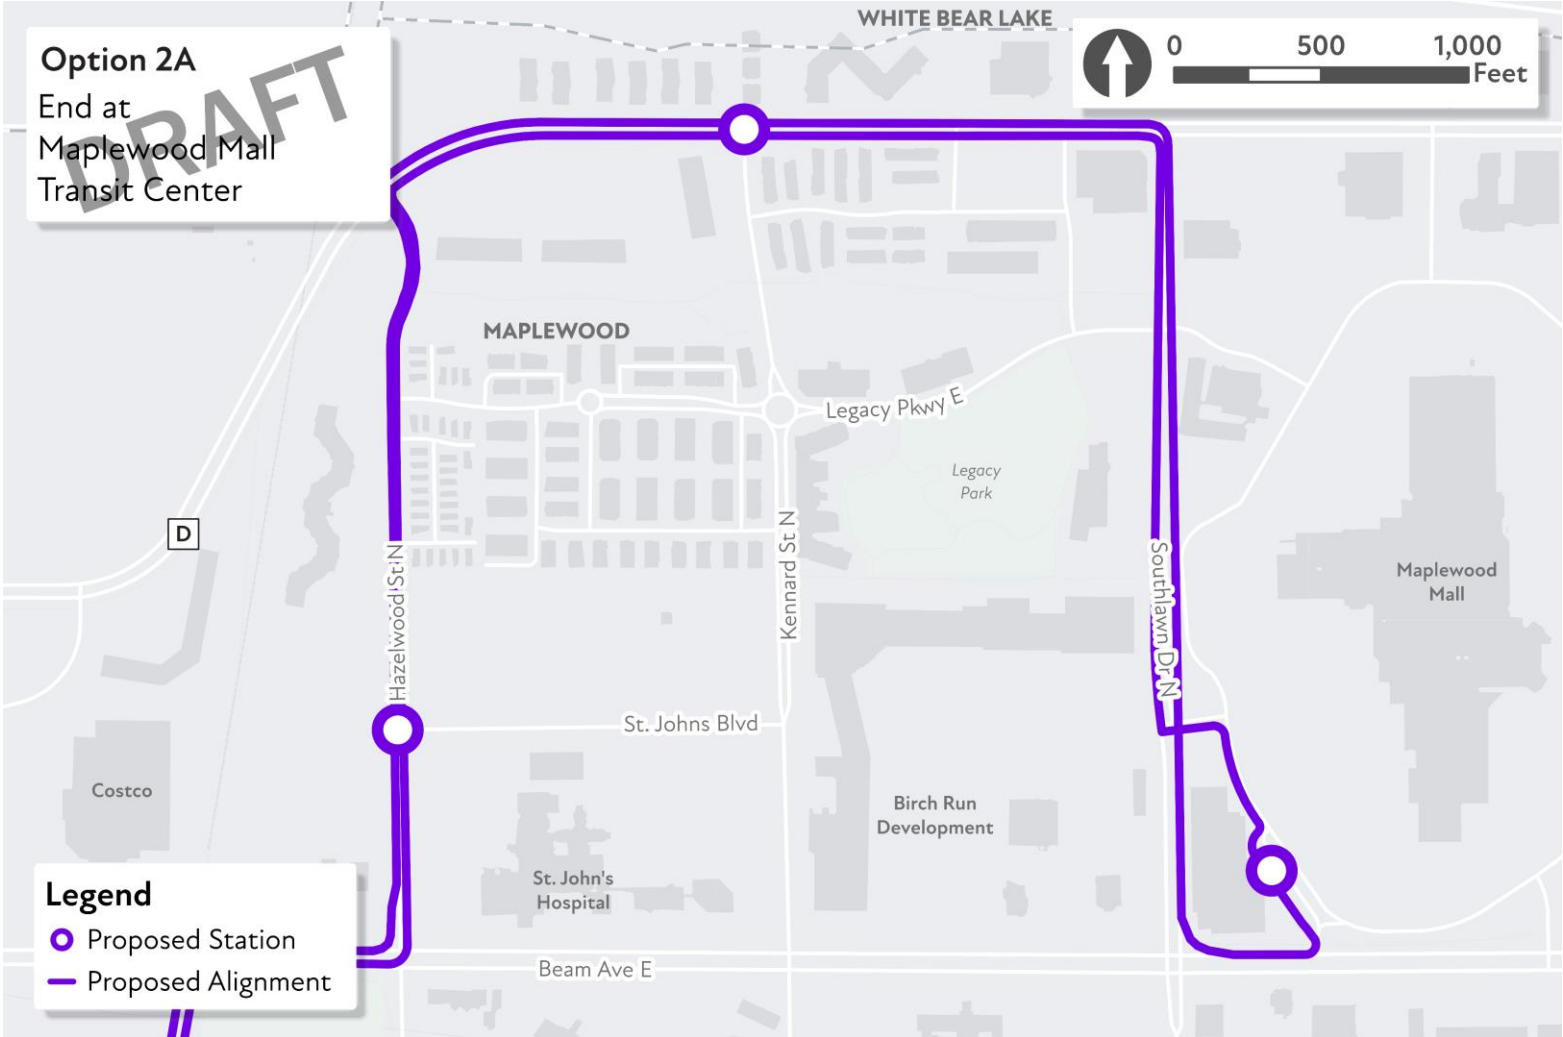 WHITE BEAR LAKE
Option 2A
End at
Maplewood Mall
Transit Center
DRAFT
0 500 1,000
Feet
MAPLEWOOD
Legacy Pkwy E
Legacy
Park
D
Hazelwood St N
Kennard St N
Southlawn Dr N
Maplewood
Mall
St. Johns Blvd
Costco
Birch Run
Development
St. John's
Hospital
Legend
Proposed Station
Proposed Alignment
Beam Ave E